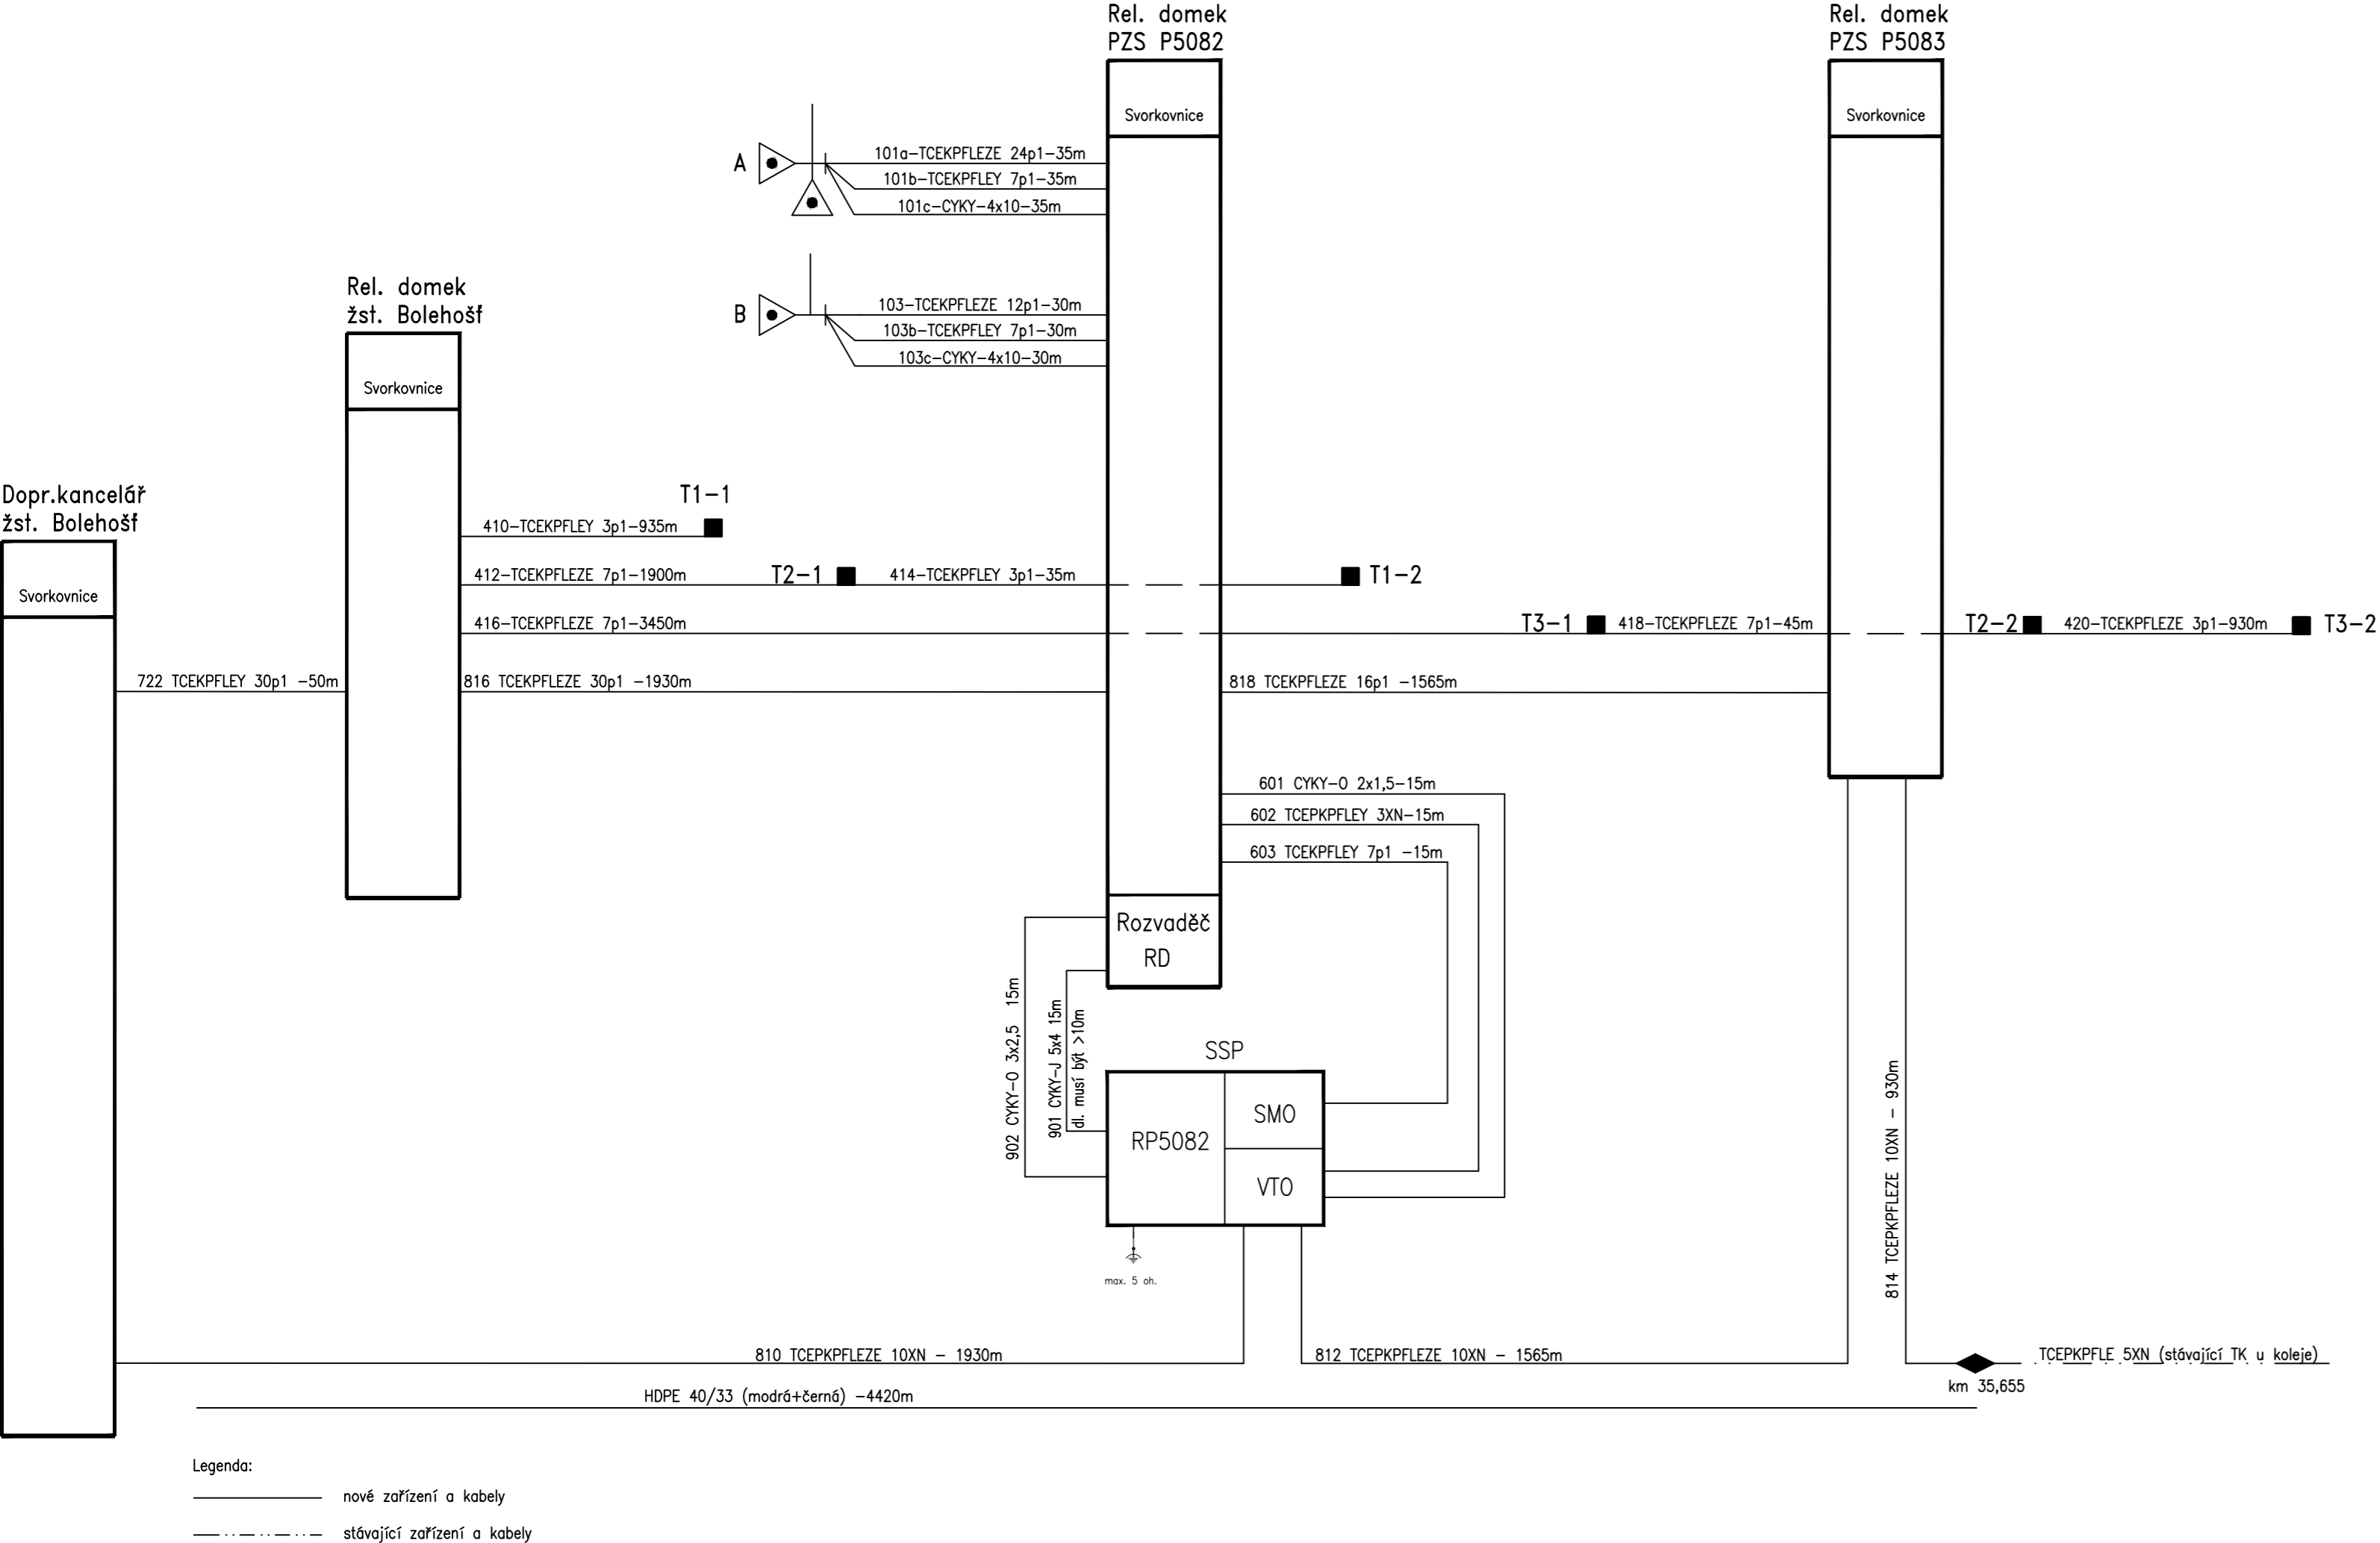 Rel. domek
PZS P5082
Rel. domek
PZS P5083
Svorkovnice
Svorkovnice
A
101a-TCEKPFLEZE 24p1-35m
101b-TCEKPFLEY 7p1-35m
101c-CYKY-4x10-35m
Rel. domek
žst. Bolehošť
B
103-TCEKPFLEZE 12p1-30m
103b-TCEKPFLEY 7p1-30m
103c-CYKY-4x10-30m
Svorkovnice
Dopr.kancelář
žst. Bolehošť
Svorkovnice
T1-1
410-TCEKPFLEY 3p1-935m
412-TCEKPFLEZE 7p1-1900m
T2-1
414-TCEKPFLEY 3p1-35m
T1-2
416-TCEKPFLEZE 7p1-3450m
T3-1
418-TCEKPFLEZE 7p1-45m
T2-2
420-TCEKPFLEZE 3p1-930m
T3-2
722 TCEKPFLEY 30p1 -50m
816 TCEKPFLEZE 30p1 -1930m
818 TCEKPFLEZE 16p1 -1565m
601 CYKY-O 2x1,5-15m
602 TCEPKPFLEY 3XN-15m
603 TCEKPFLEY 7p1 -15m
Rozvaděč
RD
902 CYKY-O 3x2,5 15m
901 CYKY-J 5x4 15m
dl. musí být >10m
SSP
RP5082
SMO
VTO
max. 5 oh.
814 TCEPKPFLEZE 10XN - 930m
810 TCEPKPFLEZE 10XN - 1930m
812 TCEPKPFLEZE 10XN - 1565m
TCEPKPFLE 5XN (stávající TK u koleje)
km 35,655
HDPE 40/33 (modrá+černá) -4420m
Legenda:
nové zařízení a kabely
stávající zařízení a kabely